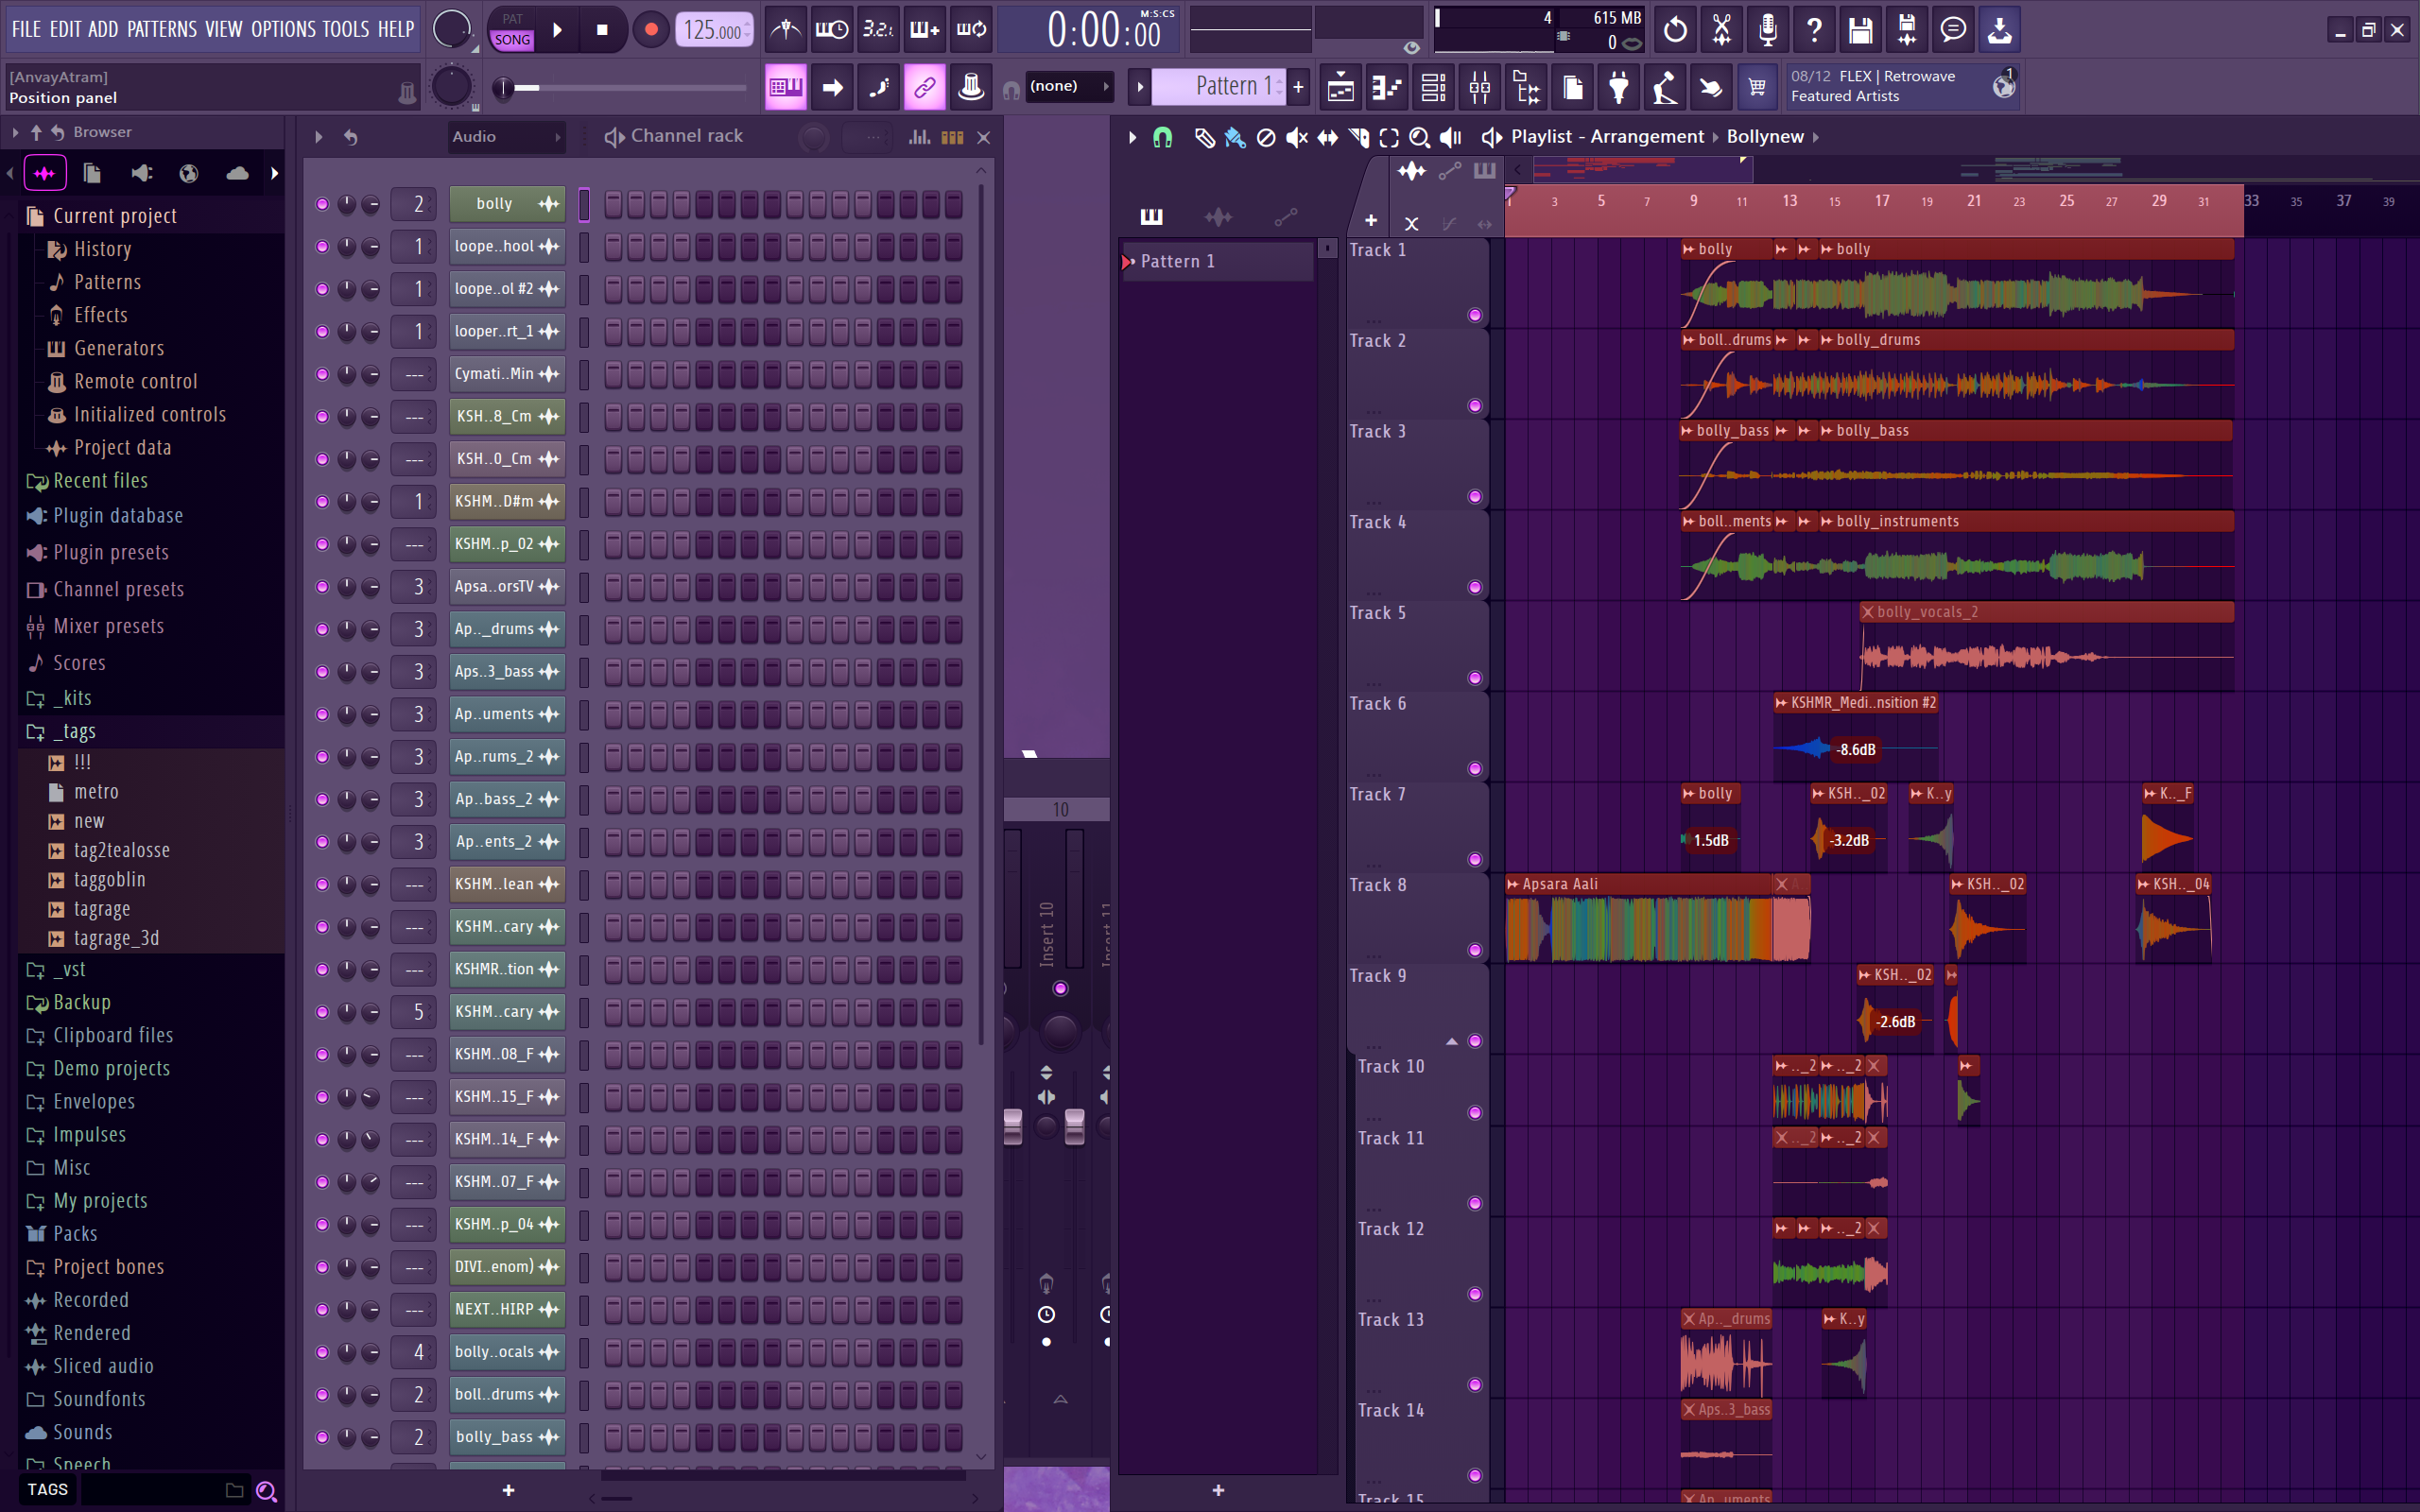 FILE EDIT ADD PATTERNS VIEW OPTIONS TOOLS HELP
PAT
SONG
125.000
3.2.
M:S:CS
0:00:00
4
615 MB
0
[AnvayAtram]
Position panel
(none)
Pattern 1
08/12 FLEX | Retrowave
Featured Artists
1
Browser
Current project
History
Patterns
Effects
Generators
Remote control
Initialized controls
Project data
Recent files
Plugin database
Plugin presets
Channel presets
Mixer presets
Scores
_kits
_tags
!!!
metro
new
tag2tealosse
taggoblin
tagrage
tagrage_3d
_vst
Backup
Clipboard files
Demo projects
Envelopes
Impulses
Misc
My projects
Packs
Project bones
Recorded
Rendered
Sliced audio
Soundfonts
Sounds
Speech
TAGS
Audio
Channel rack
2 bolly
1 loope..hool
1 loope..ol #2
1 looper..rt_1
--- Cymati..Min
--- KSH..8_Cm
--- KSH..0_Cm
1 KSHM..D#m
--- KSHM..p_02
3 Apsa..orsTV
3 Ap.._drums
3 Aps..3_bass
3 Ap..uments
3 Ap..rums_2
3 Ap..bass_2
3 Ap..ents_2
--- KSHM..lean
--- KSHM..cary
--- KSHMR..tion
5 KSHM..cary
--- KSHM..08_F
--- KSHM..15_F
--- KSHM..14_F
--- KSHM..07_F
--- KSHM..p_04
--- DIVI..enom)
--- NEXT..HIRP
4 bolly..ocals
2 boll..drums
2 bolly_bass
10
Insert 10
Insert 11
Playlist - Arrangement Bollynew
Pattern 1
1 3 5 7 9 11 13 15 17 19 21 23 25 27 29 31 33 35 37 39
Track 1
bolly bolly
Track 2
boll..drums bolly_drums
Track 3
bolly_bass bolly_bass
Track 4
boll..ments bolly_instruments
Track 5
bolly_vocals_2
Track 6
KSHMR_Medi..nsition #2
-8.6dB
Track 7
bolly KSH.._02 K..y K.._F
1.5dB -3.2dB
Track 8
Apsara Aali A.. KSH.._02 KSH.._04
Track 9
KSH.._02
-2.6dB
Track 10
.._2 .._2
Track 11
.._2 .._2
Track 12
.._2
Track 13
Ap.._drums K..y
Track 14
Aps..3_bass
Track 15
Ap..uments